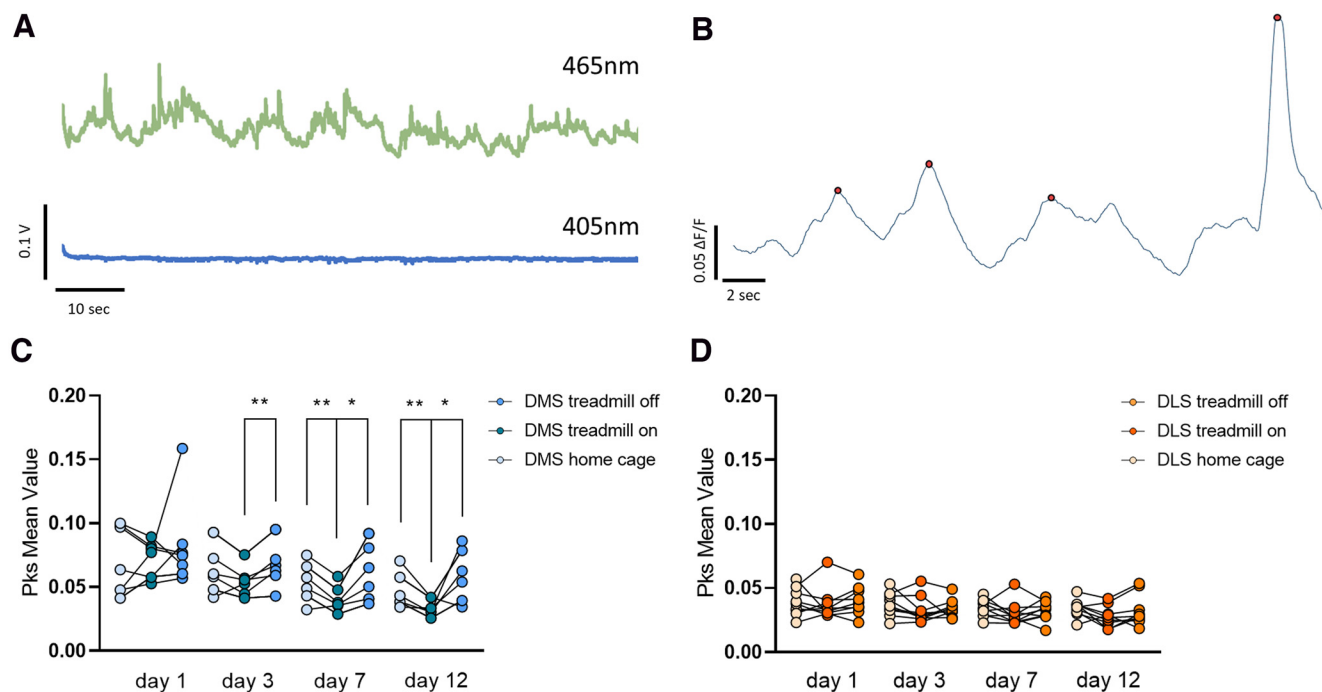 A
465nm
405nm
0.1 V
10 sec
B
0.05 ΔF/F
2 sec
C
Pks Mean Value
0.20
0.15
0.10
0.05
0.00
** ** * ** *
DMS treadmill off
DMS treadmill on
DMS home cage
day 1 day 3 day 7 day 12
D
Pks Mean Value
0.20
0.15
0.10
0.05
0.00
DLS treadmill off
DLS treadmill on
DLS home cage
day 1 day 3 day 7 day 12